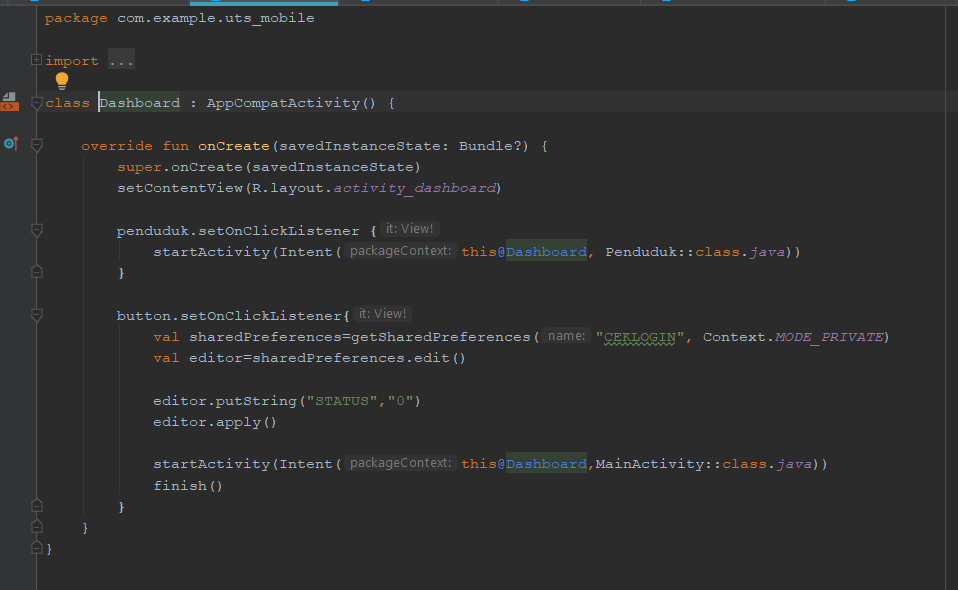 package com.example.uts_mobile
import ...
class Dashboard : AppCompatActivity() {
override fun onCreate(savedInstanceState: Bundle?) {
super.onCreate(savedInstanceState)
setContentView(R.layout.activity_dashboard)
penduduk.setOnClickListener { it: View!
startActivity(Intent( packageContext: this@Dashboard, Penduduk::class.java))
}
button.setOnClickListener{ it: View!
val sharedPreferences=getSharedPreferences( name: "CEKLOGIN", Context.MODE_PRIVATE)
val editor=sharedPreferences.edit()
editor.putString("STATUS","0")
editor.apply()
startActivity(Intent( packageContext: this@Dashboard,MainActivity::class.java))
finish()
}
}
}